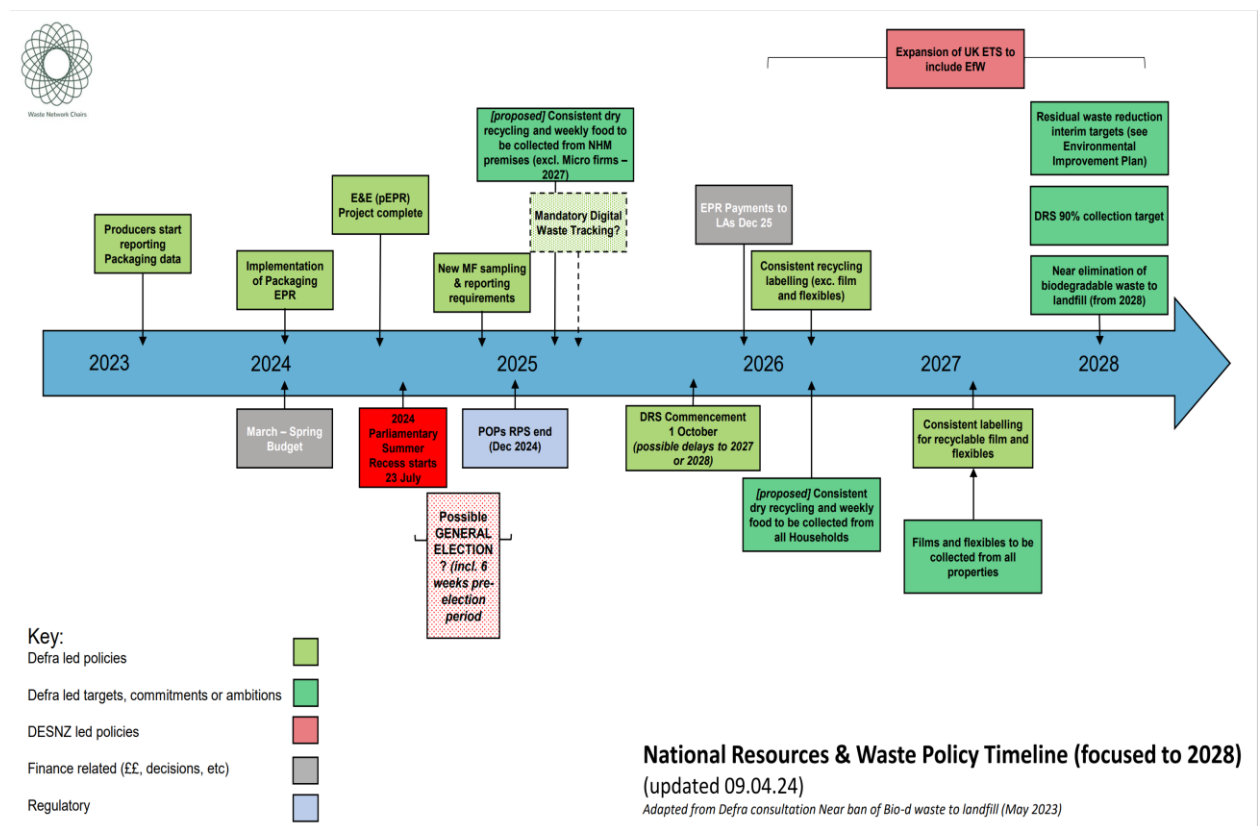 Waste Network Chairs
Expansion of UK ETS to
include EfW
[proposed] Consistent dry
recycling and weekly food to
be collected from NHM
premises (excl. Micro firms –
2027)
Residual waste reduction
interim targets (see
Environmental
Improvement Plan)
E&E (pEPR)
Project complete
Mandatory Digital
Waste Tracking?
EPR Payments to
LAs Dec 25
DRS 90% collection target
Producers start
reporting
Packaging data
Implementation
of Packaging
EPR
New MF sampling
& reporting
requirements
Consistent recycling
labelling (exc. film
and flexibles)
Near elimination of
biodegradable waste to
landfill (from 2028)
2023
2024
2025
2026
2027
2028
March – Spring
Budget
2024
Parliamentary
Summer
Recess starts
23 July
POPs RPS end
(Dec 2024)
DRS Commencement
1 October
(possible delays to 2027
or 2028)
Consistent labelling
for recyclable film and
flexibles
Possible
GENERAL
ELECTION
? (incl. 6
weeks pre-
election
period
[proposed] Consistent
dry recycling and weekly
food to be collected from
all Households
Films and flexibles to be
collected from all
properties
Key:
Defra led policies
Defra led targets, commitments or ambitions
DESNZ led policies
Finance related (££, decisions, etc)
Regulatory
National Resources & Waste Policy Timeline (focused to 2028)
(updated 09.04.24)
Adapted from Defra consultation Near ban of Bio-d waste to landfill (May 2023)